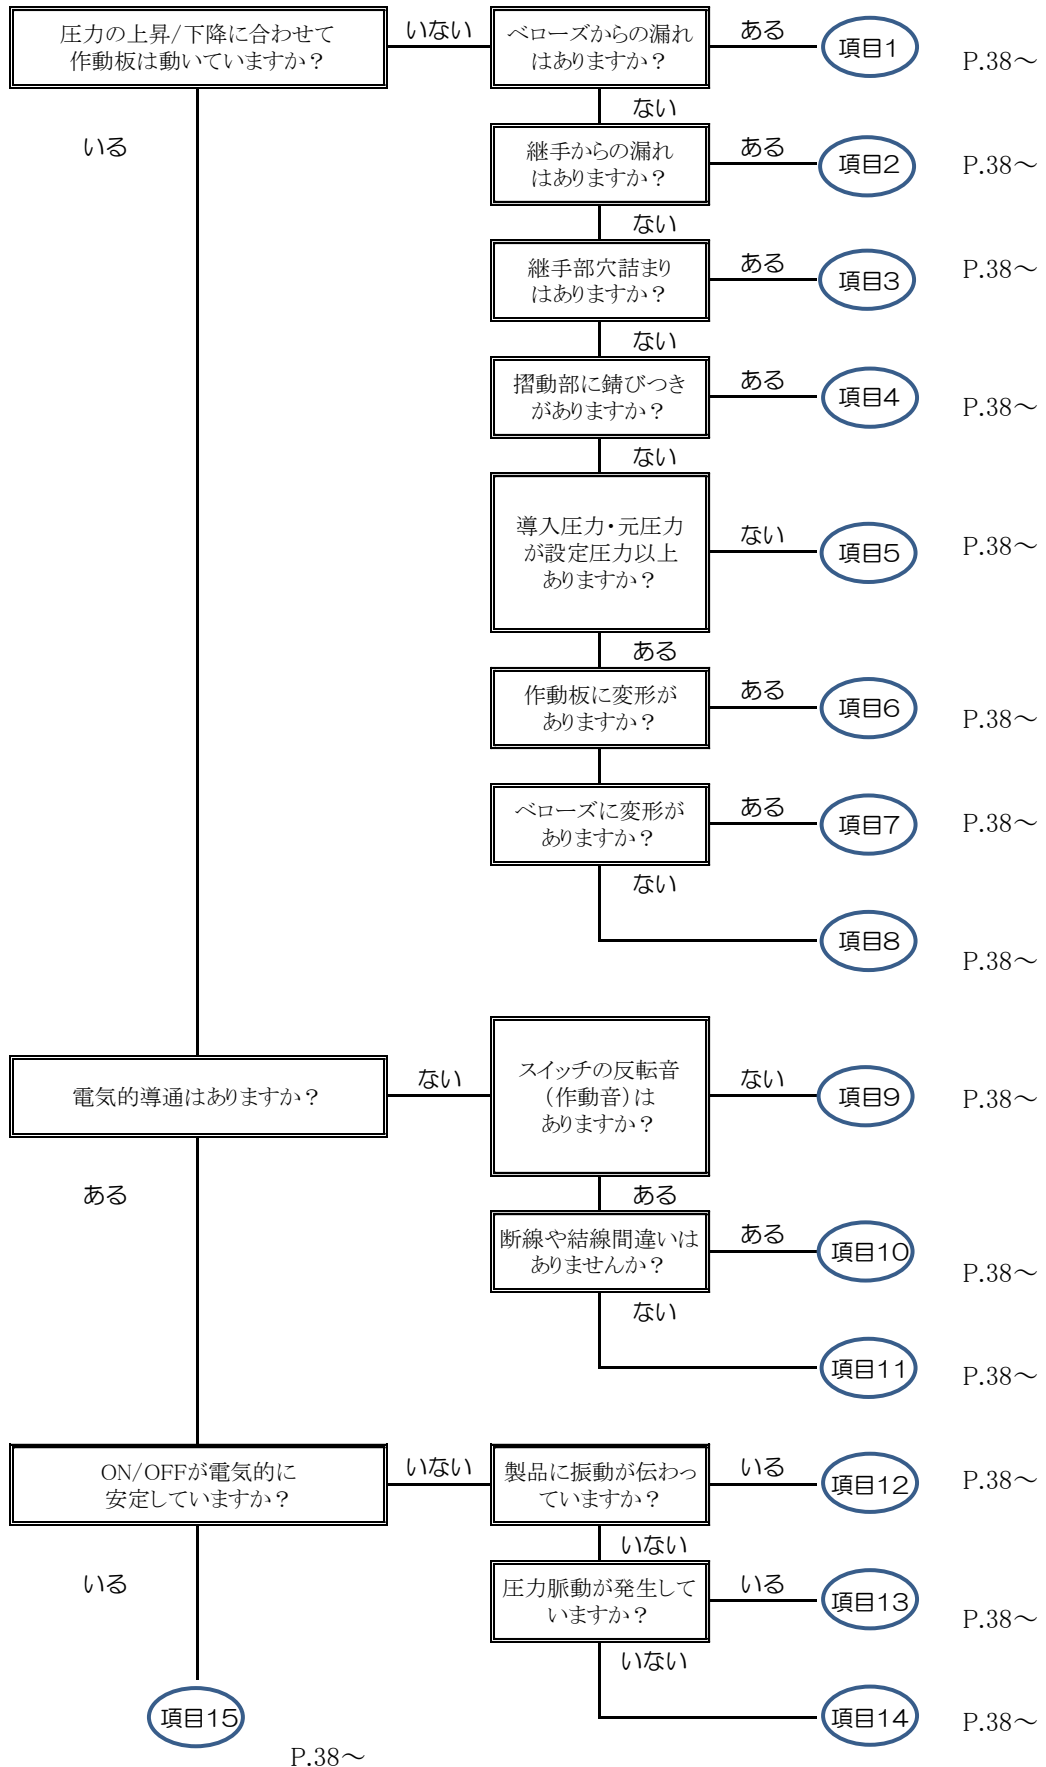 圧力の上昇/下降に合わせて
作動板は動いていますか？
いない
ベローズからの漏れ
はありますか？
ある
項目1
P.38～
いる
ない
継手からの漏れ
はありますか？
ある
項目2
P.38～
ない
継手部穴詰まり
はありますか？
ある
項目3
P.38～
ない
摺動部に錆びつき
がありますか？
ある
項目4
P.38～
ない
導入圧力・元圧力
が設定圧力以上
ありますか？
ない
項目5
P.38～
ある
作動板に変形が
ありますか？
ある
項目6
P.38～
ベローズに変形が
ありますか？
ある
項目7
P.38～
ない
項目8
P.38～
電気的導通はありますか？
ない
スイッチの反転音
（作動音）は
ありますか？
ない
項目9
P.38～
ある
ある
断線や結線間違いは
ありませんか？
ある
項目10
P.38～
ない
項目11
P.38～
ON/OFFが電気的に
安定していますか？
いない
製品に振動が伝わっ
ていますか？
いる
項目12
P.38～
いる
いない
圧力脈動が発生して
いますか？
いる
項目13
P.38～
いない
項目14
P.38～
項目15
P.38～